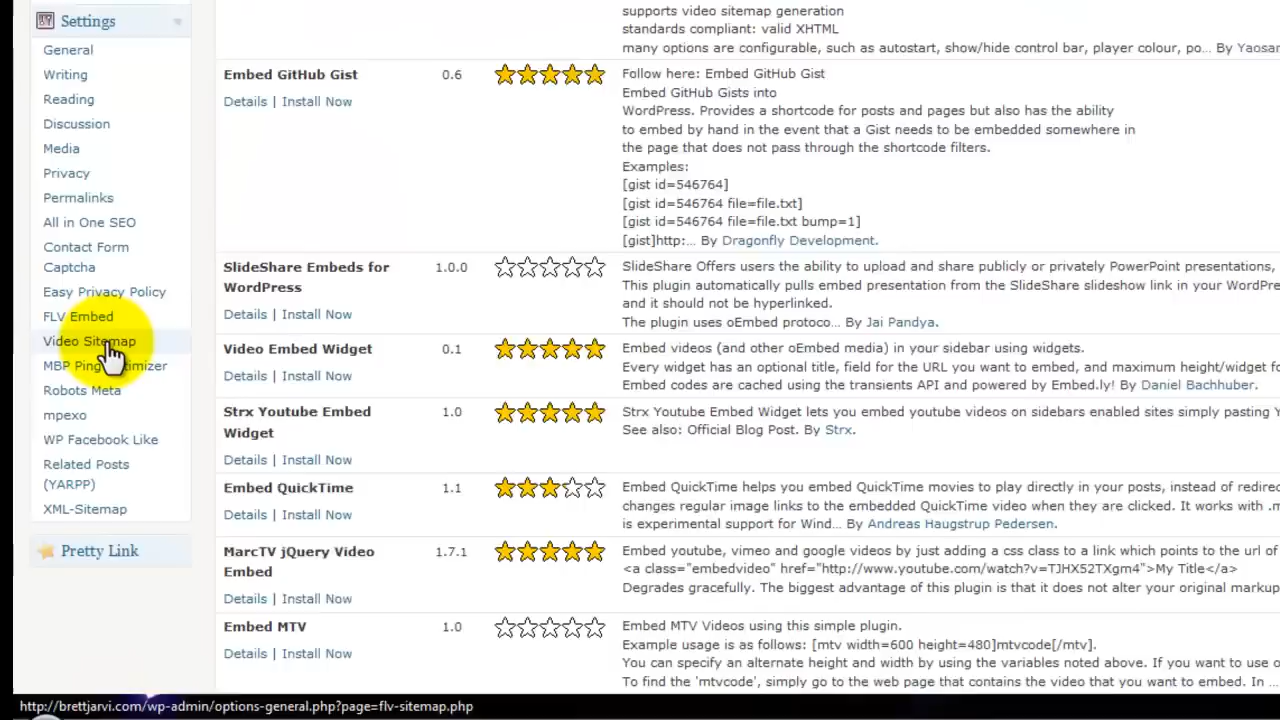 Settings
General
Writing
Reading
Discussion
Media
Privacy
Permalinks
All in One SEO
Contact Form
Captcha
Easy Privacy Policy
FLV Embed
Video Sitemap
MBP Ping
Robots Meta
mpexo
WP Facebook Like
Related Posts
(YARPP)
XML-Sitemap
Pretty Link
supports video sitemap generation
standards compliant: valid XHTML
many options are configurable, such as autostart, show/hide control bar, player colour, po... By
Embed GitHub Gist 0.6
Details | Install Now
Follow here: Embed GitHub Gist
Embed GitHub Gists into
WordPress. Provides a shortcode for posts and pages but also has the ability
to embed by hand in the event that a Gist needs to be embedded somewhere in
the page that does not pass through the shortcode filters.
Examples:
[gist id=546764]
[gist id=546764 file=file.txt]
[gist id=546764 file=file.txt bump=1]
[gist]http:... By Dragonfly Development.
SlideShare Embeds for 1.0.0
WordPress
Details | Install Now
SlideShare Offers users the ability to upload and share publicly or privately PowerPoint presentations,
This plugin automatically pulls embed presentation from the SlideShare slideshow link in your
and it should not be hyperlinked.
The plugin uses oEmbed protoco... By Jai Pandya.
Video Embed Widget 0.1
Details | Install Now
Embed videos (and other oEmbed media) in your sidebar using widgets.
Every widget has an optional title, field for the URL you want to embed, and maximum height/widget
Embed codes are cached using the transients API and powered by Embed.ly! By Daniel Bachhuber.
Strx Youtube Embed 1.0
Widget
Details | Install Now
Strx Youtube Embed Widget lets you embed youtube videos on sidebars enabled sites simply pasting
See also: Official Blog Post. By Strx.
Embed QuickTime 1.1
Details | Install Now
Embed QuickTime helps you embed QuickTime movies to play directly in your posts, instead of
changes regular image links to the embedded QuickTime video when they are clicked. It works with
is experimental support for Wind... By Andreas Haugstrup Pedersen.
MarcTV jQuery Video 1.7.1
Embed
Details | Install Now
Embed youtube, vimeo and google videos by just adding a css class to a link which points to the url of
<a class="embedvideo" href="http://www.youtube.com/watch?v=TJHX52TXgm4">My Title</a>
Degrades gracefully. The biggest advantage of this plugin is that it does not alter your original markup
Embed MTV 1.0
Details | Install Now
Embed MTV Videos using this simple plugin.
Example usage is as follows: [mtv width=600 height=480]mtvcode[/mtv].
You can specify an alternate height and width by using the variables noted above. If you want to use
To find the 'mtvcode', simply go to the web page that contains the video that you want to embed. In ...
http://brettjarvi.com/wp-admin/options-general.php?page=flv-sitemap.php